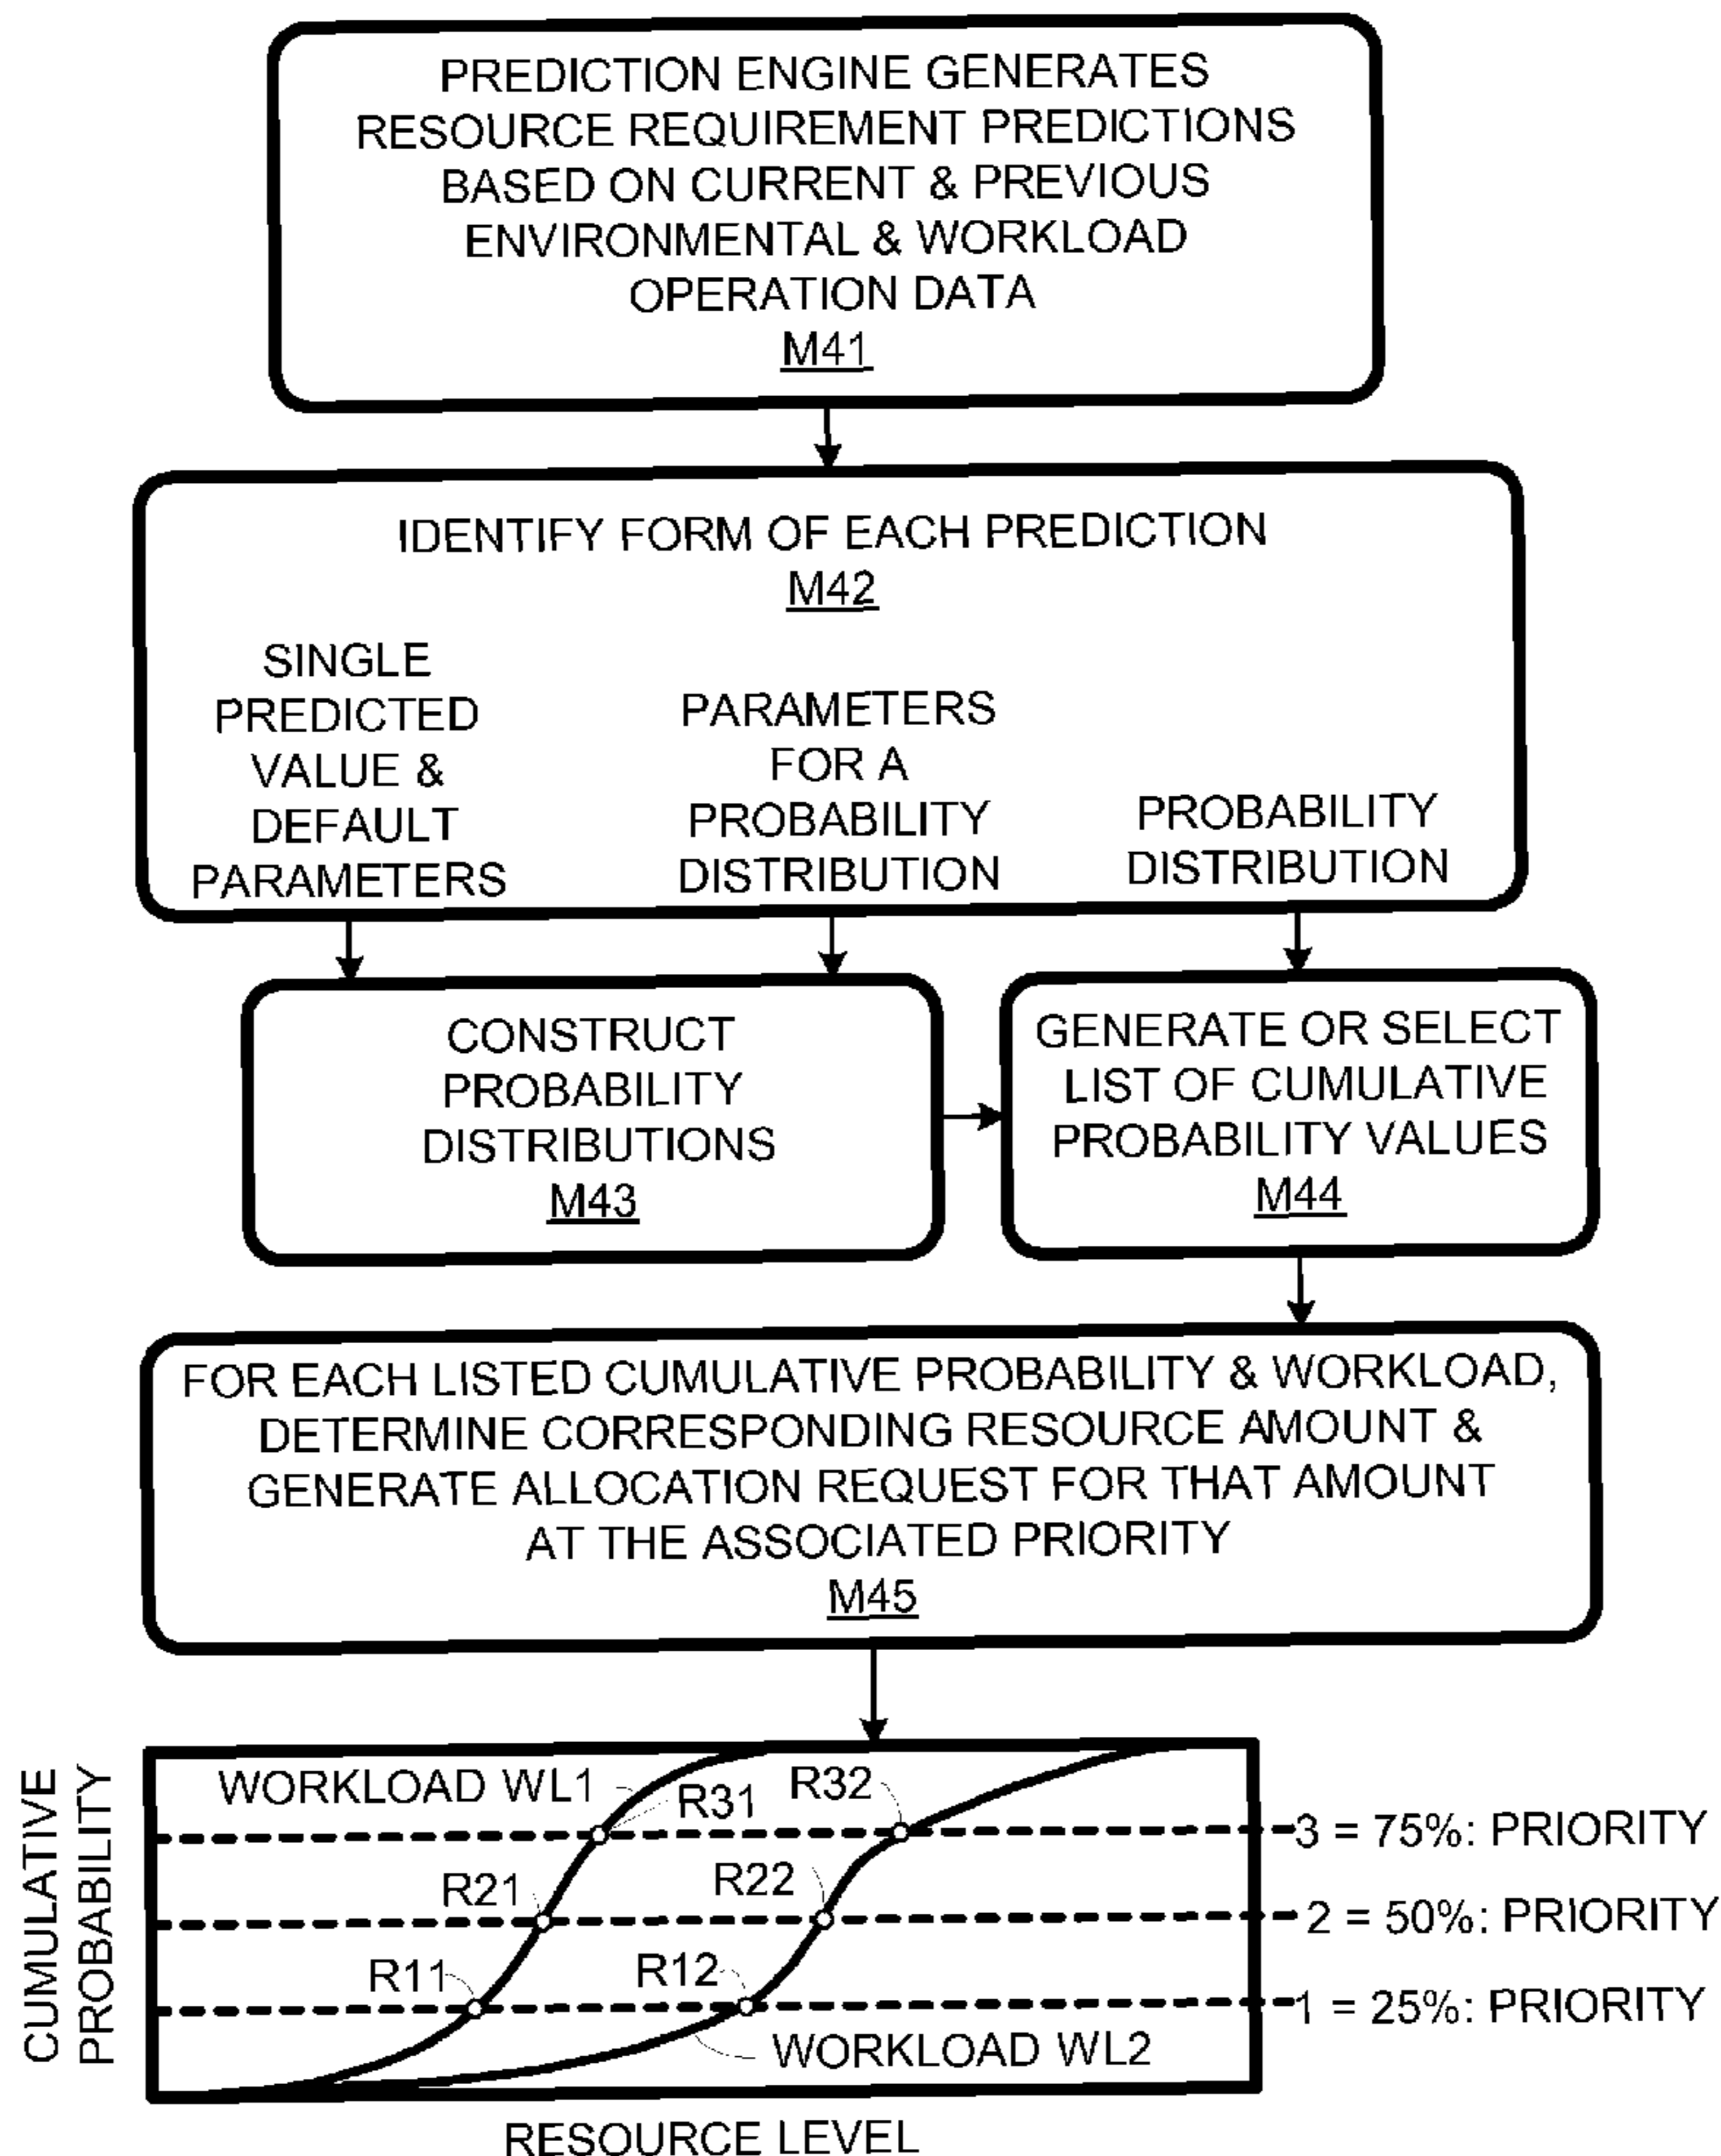 PREDICTION ENGINE GENERATES
RESOURCE REQUIREMENT PREDICTIONS
BASED ON CURRENT & PREVIOUS
ENVIRONMENTAL & WORKLOAD
OPERATION DATA
M41
IDENTIFY FORM OF EACH PREDICTION
M42
SINGLE
PREDICTED
VALUE &
DEFAULT
PARAMETERS
PARAMETERS
FOR A
PROBABILITY
DISTRIBUTION
PROBABILITY
DISTRIBUTION
CONSTRUCT
PROBABILITY
DISTRIBUTIONS
M43
GENERATE OR SELECT
LIST OF CUMULATIVE
PROBABILITY VALUES
M44
FOR EACH LISTED CUMULATIVE PROBABILITY & WORKLOAD,
DETERMINE CORRESPONDING RESOURCE AMOUNT &
GENERATE ALLOCATION REQUEST FOR THAT AMOUNT
AT THE ASSOCIATED PRIORITY
M45
CUMULATIVE
PROBABILITY
WORKLOAD WL1
R31
R32
3 = 75%: PRIORITY
R21
R22
2 = 50%: PRIORITY
R11
R12
1 = 25%: PRIORITY
WORKLOAD WL2
RESOURCE LEVEL